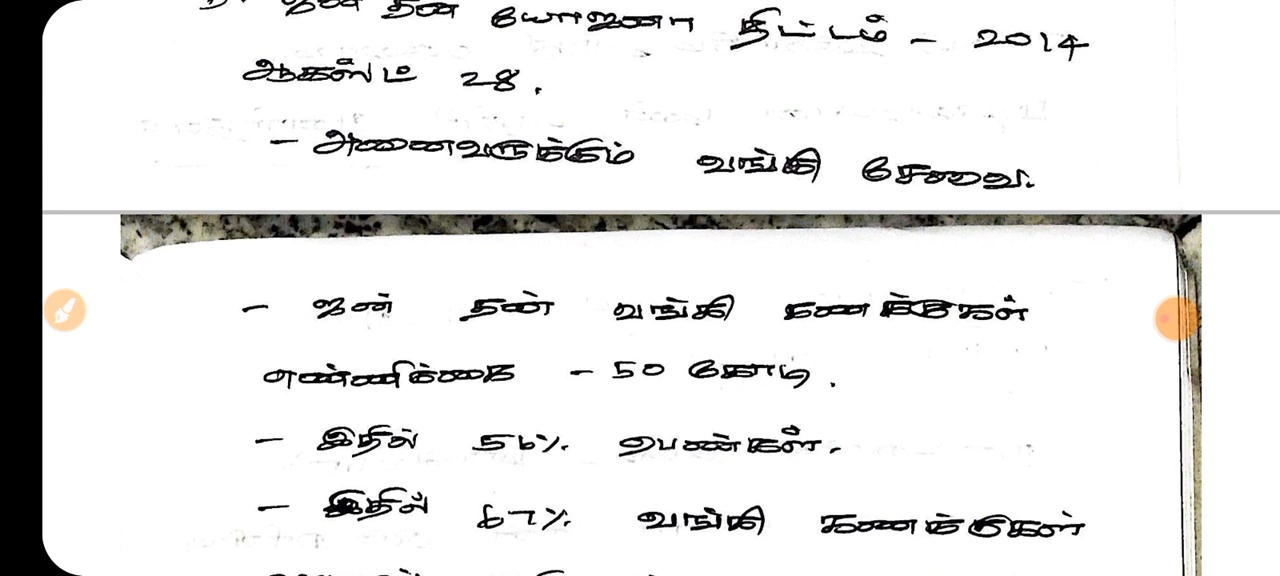 ஜன் தன் யோஜனா திட்டம் - 2014
ஆகஸ்ட் 28.
- அனைவருக்கும் வங்கி சேவை.
- ஜன் தன் வங்கி கணக்குகள்
எண்ணிக்கை - 50 கோடி.
- இதில் 56% பெண்கள்.
- இதில் 67% வங்கி கணக்குகள்